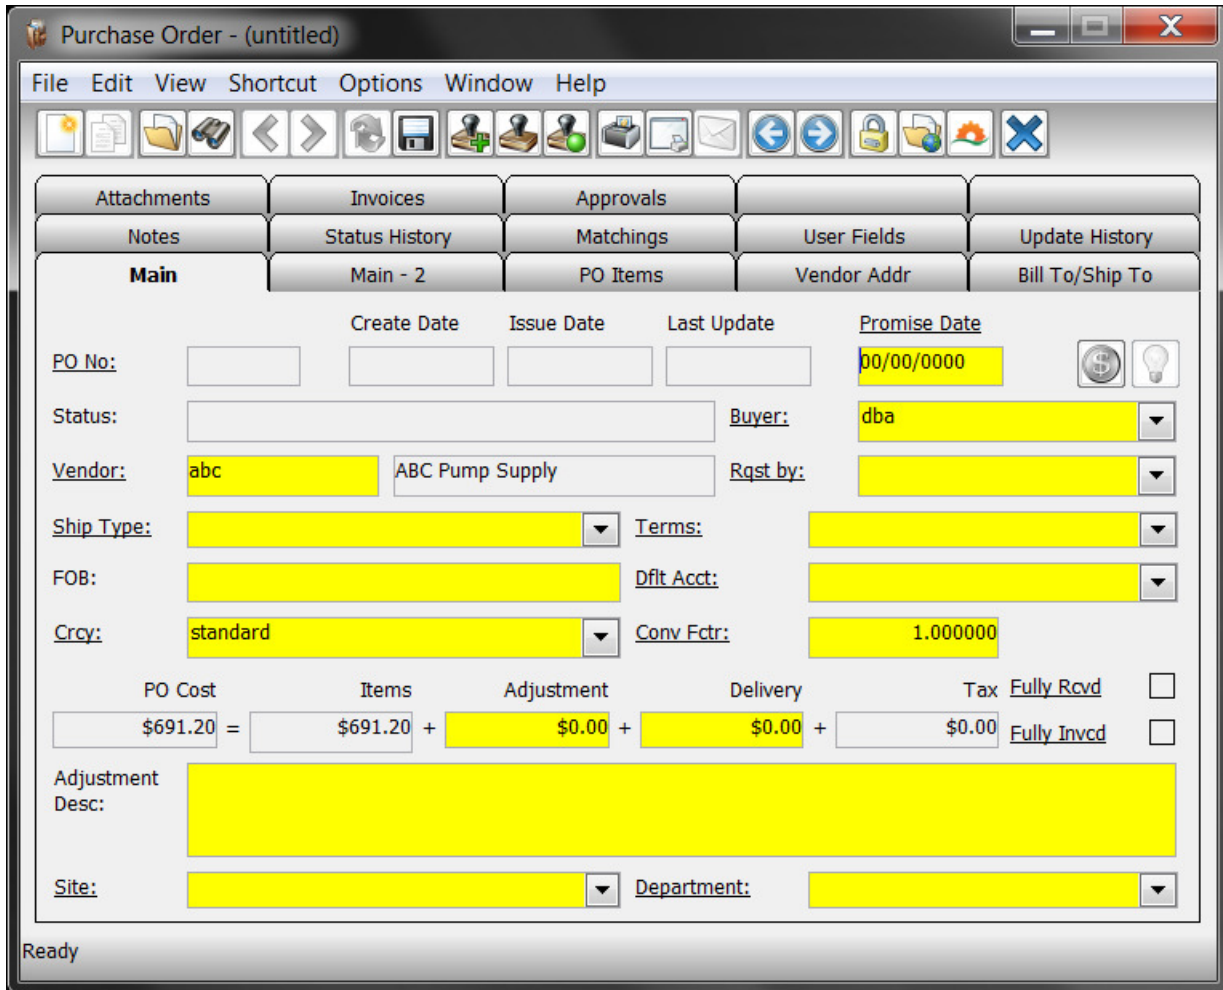 Purchase Order - (untitled)
File Edit View Shortcut Options Window Help
Attachments Invoices Approvals
Notes Status History Matchings User Fields Update History
Main Main - 2 PO Items Vendor Addr Bill To/Ship To
Create Date Issue Date Last Update Promise Date
PO No: 00/00/0000
Status: Buyer: dba
Vendor: abc ABC Pump Supply Rqst by:
Ship Type: Terms:
FOB: Dflt Acct:
Crcy: standard Conv Fctr: 1.000000
PO Cost Items Adjustment Delivery Tax Fully Rcvd
$691.20 = $691.20 + $0.00 + $0.00 + $0.00 Fully Invcd
Adjustment
Desc:
Site: Department:
Ready